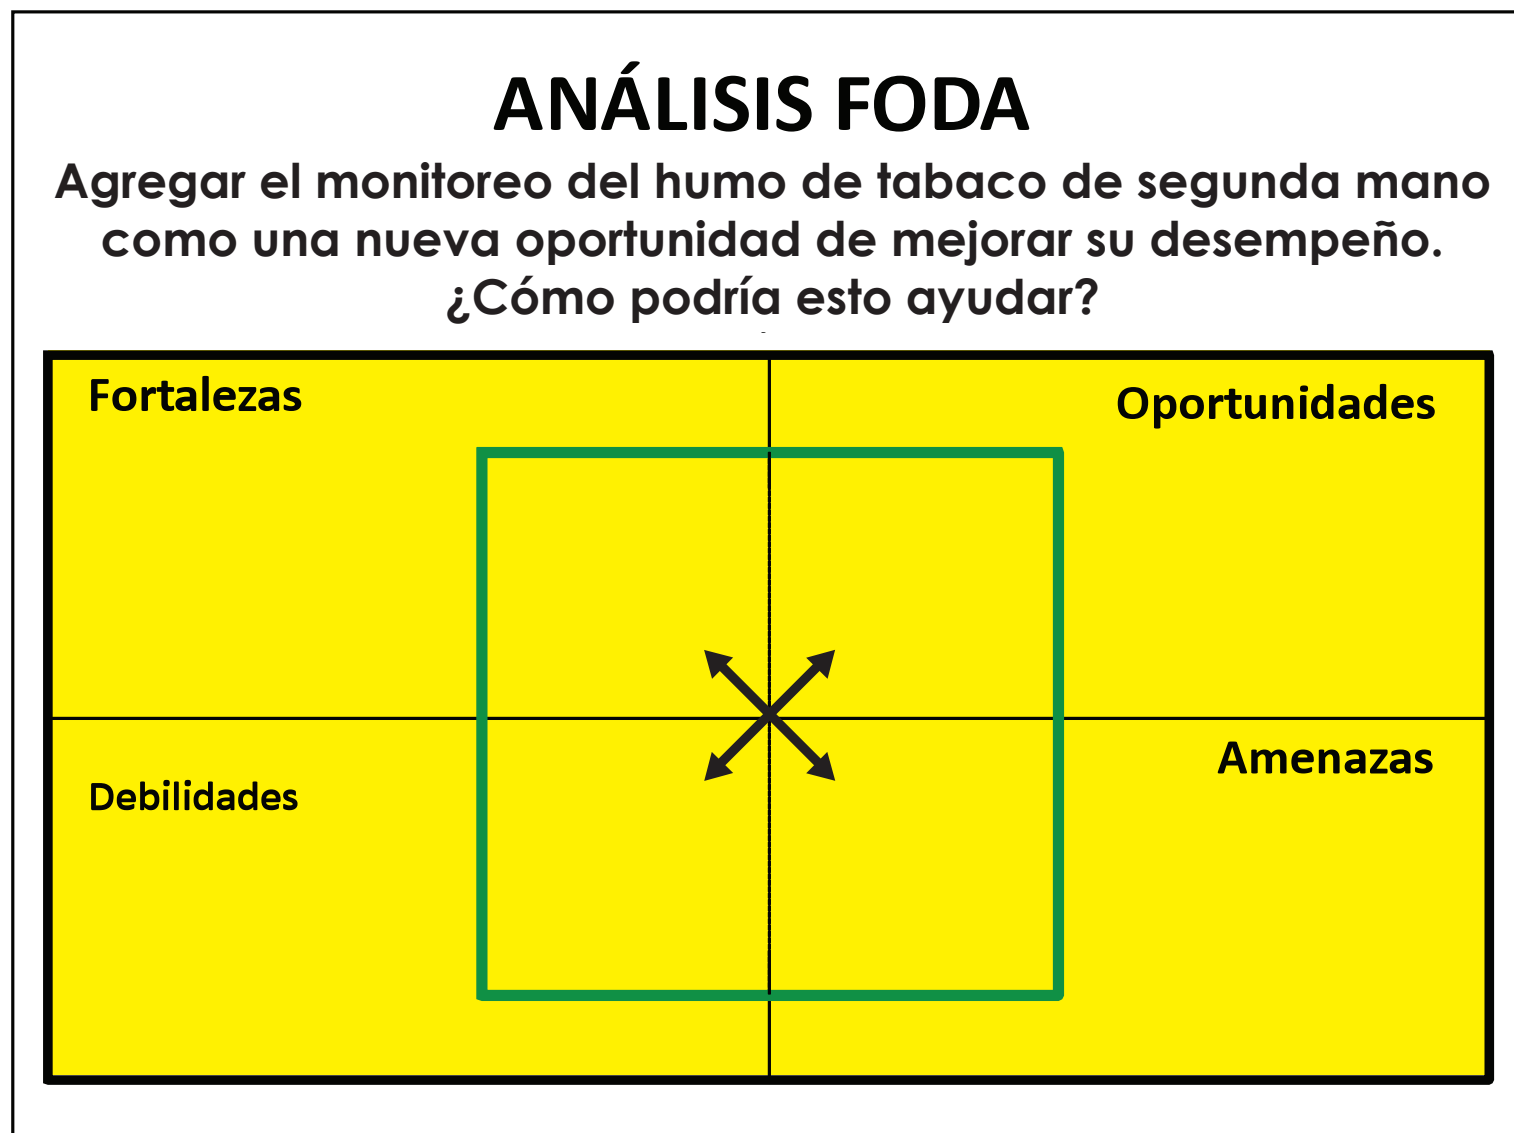 ANÁLISIS FODA
Agregar el monitoreo del humo de tabaco de segunda mano
como una nueva oportunidad de mejorar su desempeño.
¿Cómo podría esto ayudar?
Fortalezas
Oportunidades
Debilidades
Amenazas